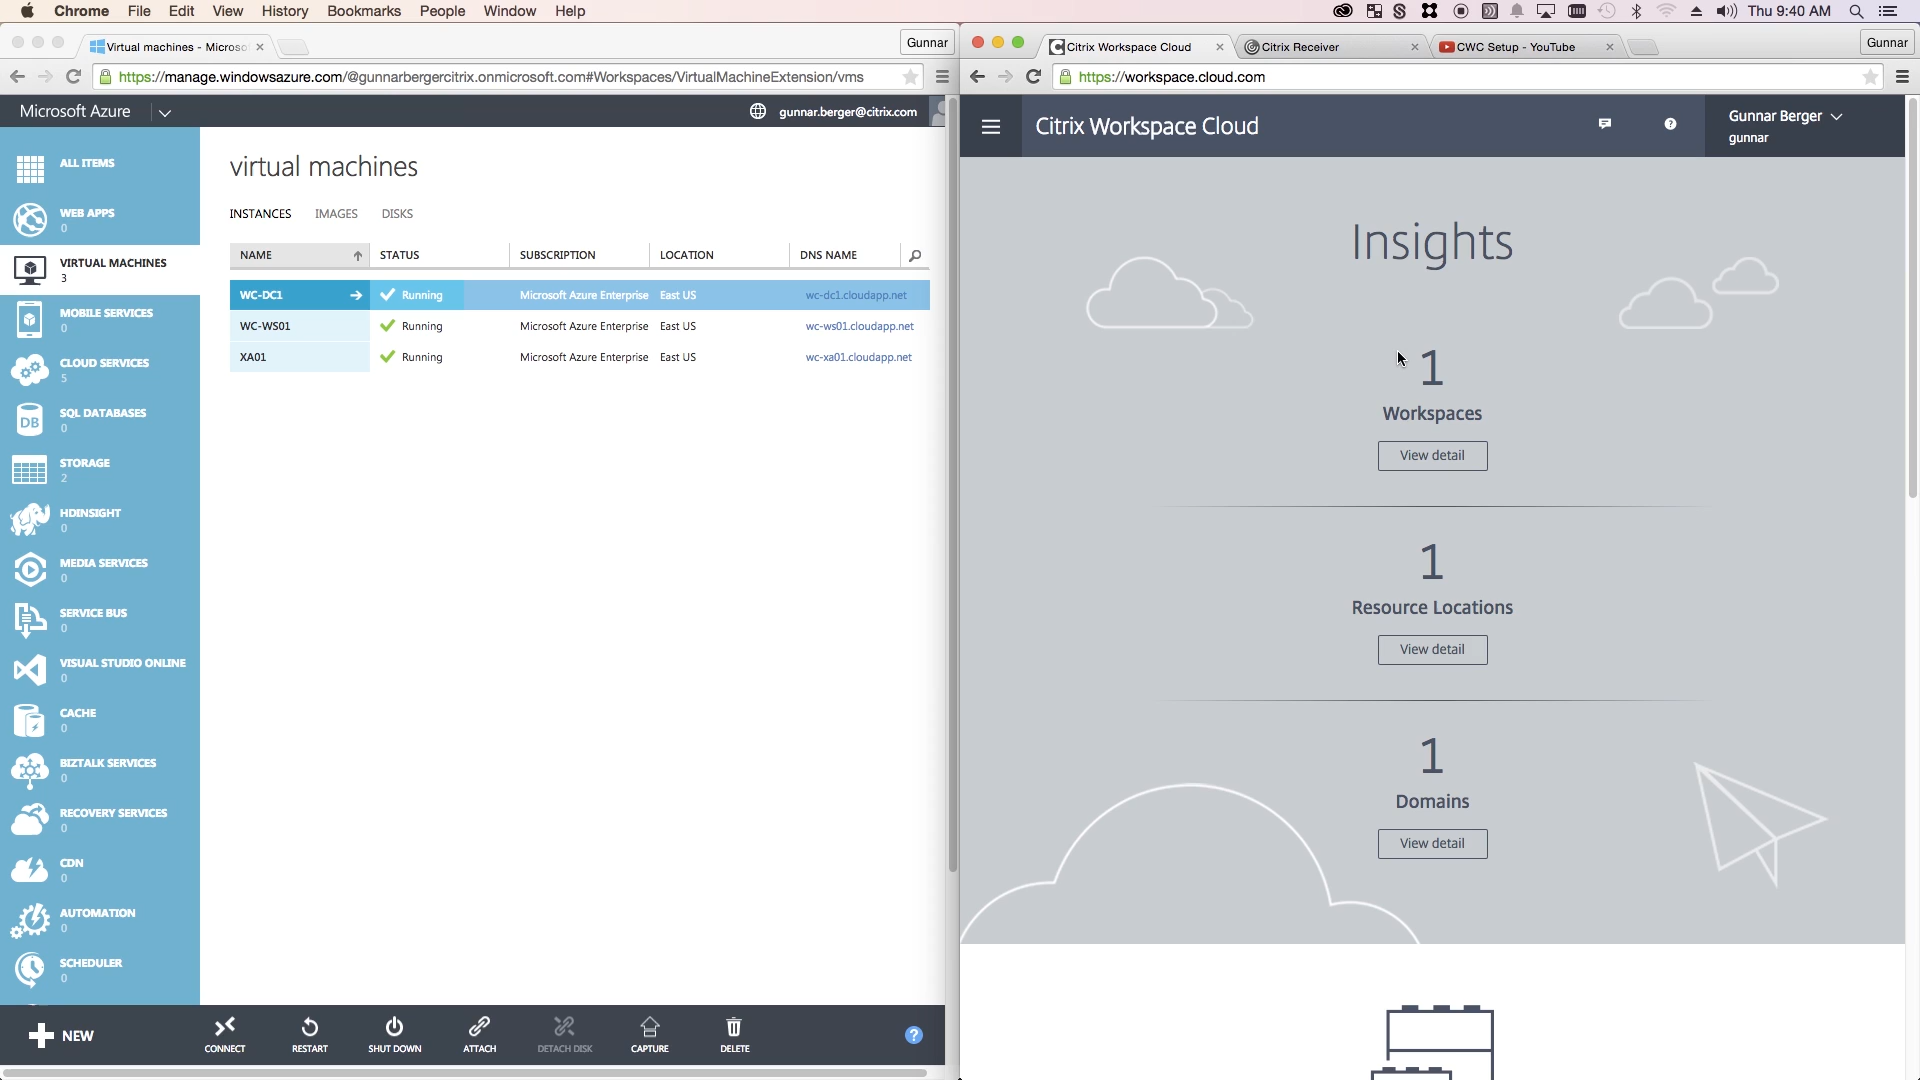 Chrome File Edit View History Bookmarks People Window Help
Thu 9:40 AM
Virtual machines - Microso
Gunnar
https://manage.windowsazure.com/@gunnarbergercitrix.onmicrosoft.com#Workspaces/VirtualMachineExtension/vms
Microsoft Azure
gunnar.berger@citrix.com
ALL ITEMS
WEB APPS
0
VIRTUAL MACHINES
3
MOBILE SERVICES
0
CLOUD SERVICES
5
SQL DATABASES
0
DB
STORAGE
2
HDINSIGHT
0
MEDIA SERVICES
0
SERVICE BUS
0
VISUAL STUDIO ONLINE
0
CACHE
0
BIZTALK SERVICES
0
RECOVERY SERVICES
0
CDN
0
AUTOMATION
0
SCHEDULER
0
virtual machines
INSTANCES IMAGES DISKS
NAME STATUS SUBSCRIPTION LOCATION DNS NAME
WC-DC1 Running Microsoft Azure Enterprise East US wc-dc1.cloudapp.net
WC-WS01 Running Microsoft Azure Enterprise East US wc-ws01.cloudapp.net
XA01 Running Microsoft Azure Enterprise East US wc-xa01.cloudapp.net
NEW
CONNECT RESTART SHUT DOWN ATTACH DETACH DISK CAPTURE DELETE
?
Citrix Workspace Cloud
Citrix Receiver
CWC Setup - YouTube
Gunnar
https://workspace.cloud.com
Citrix Workspace Cloud
?
Gunnar Berger
gunnar
Insights
1
Workspaces
View detail
1
Resource Locations
View detail
1
Domains
View detail